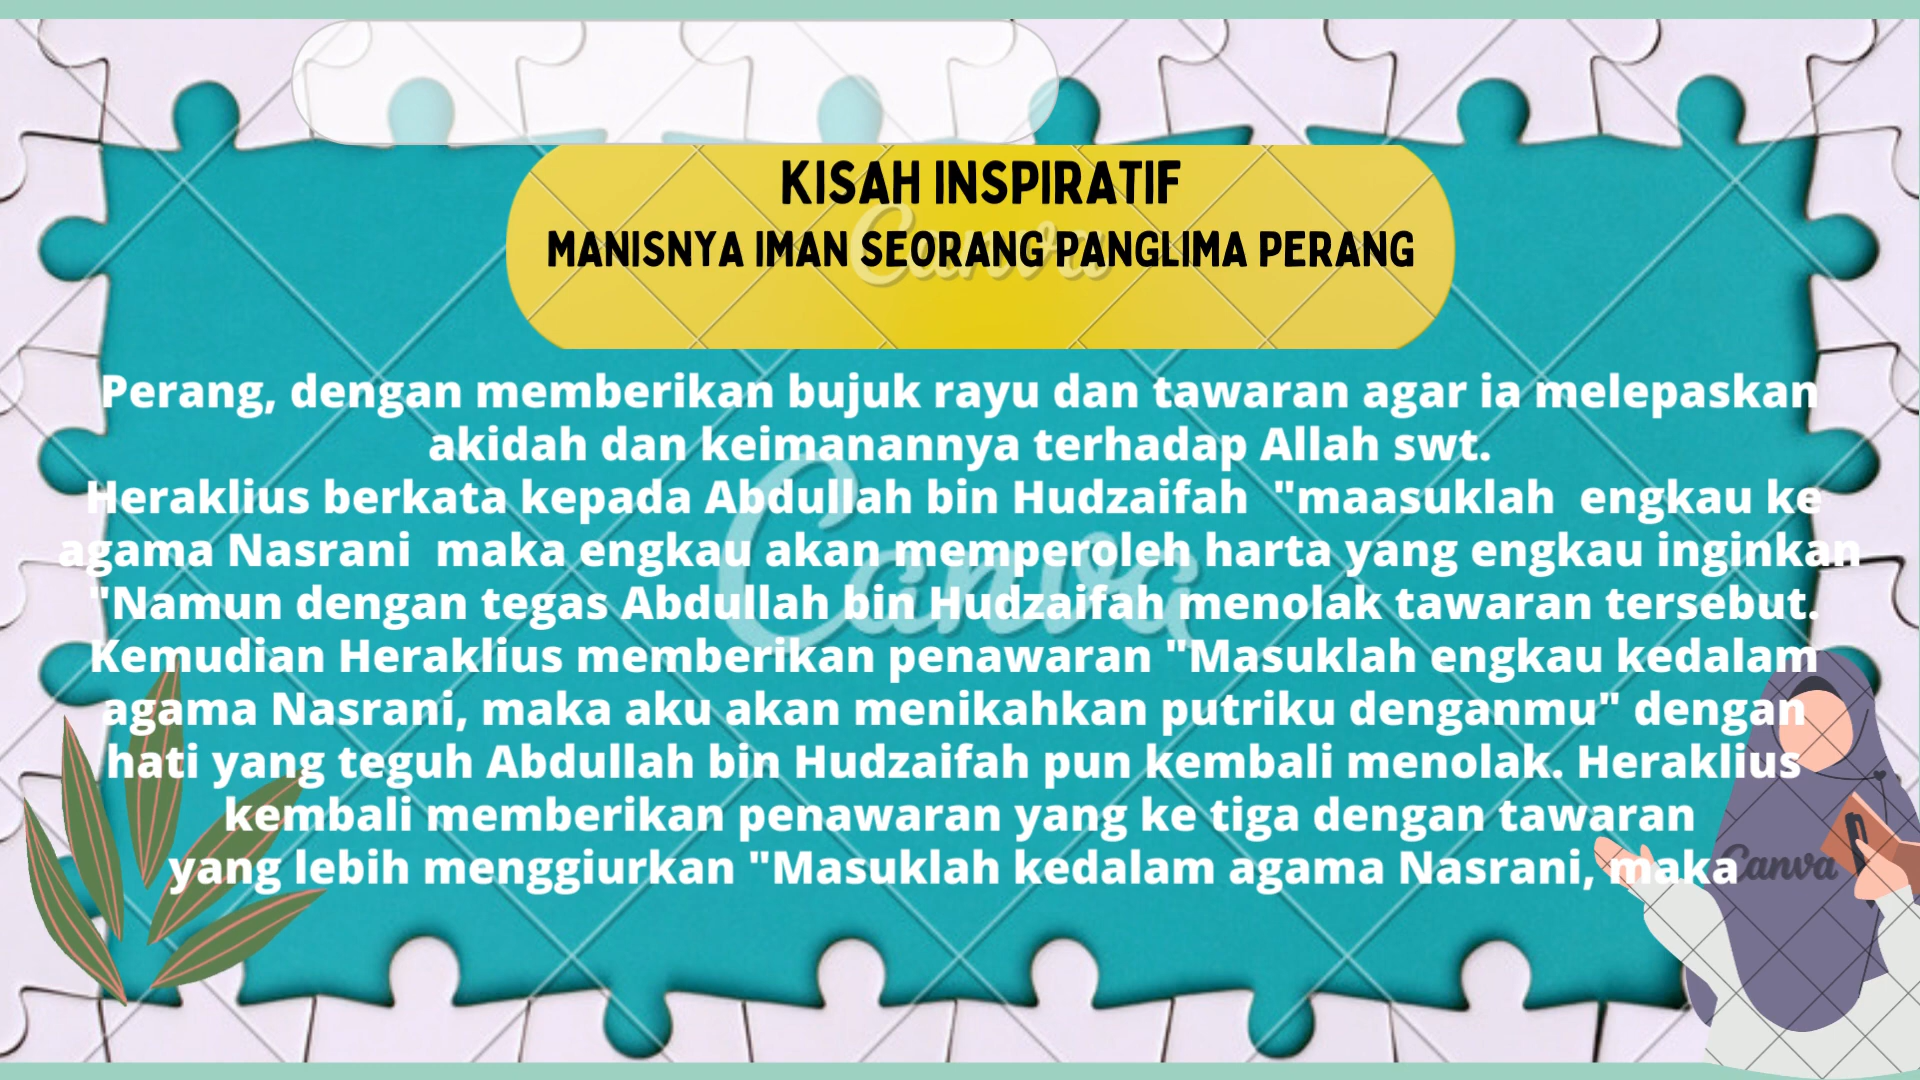 KISAH INSPIRATIF
MANISNYA IMAN SEORANG PANGLIMA PERANG
Canva
Perang, dengan memberikan bujuk rayu dan tawaran agar ia melepaskan
akidah dan keimanannya terhadap Allah swt.
Heraklius berkata kepada Abdullah bin Hudzaifah "maasuklah engkau ke
agama Nasrani maka engkau akan memperoleh harta yang engkau inginkan
"Namun dengan tegas Abdullah bin Hudzaifah menolak tawaran tersebut.
Canva
Kemudian Heraklius memberikan penawaran "Masuklah engkau kedalam
agama Nasrani, maka aku akan menikahkan putriku denganmu" dengan
hati yang teguh Abdullah bin Hudzaifah pun kembali menolak. Heraklius
kembali memberikan penawaran yang ke tiga dengan tawaran
yang lebih menggiurkan "Masuklah kedalam agama Nasrani, maka
Canva